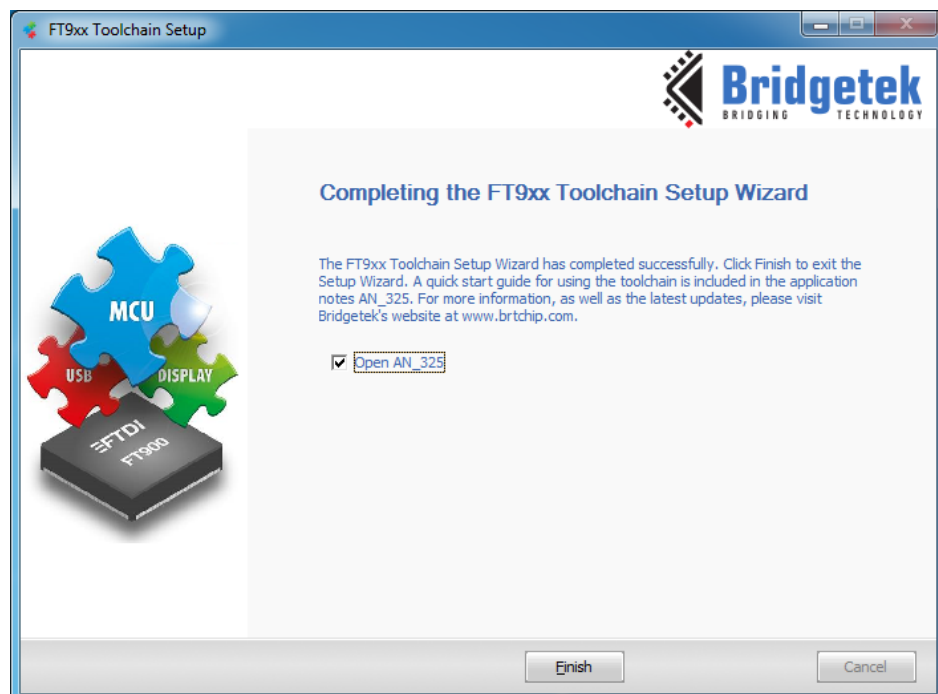 FT9xx Toolchain Setup
Bridgetek
BRIDGING TECHNOLOGY
Completing the FT9xx Toolchain Setup Wizard
The FT9xx Toolchain Setup Wizard has completed successfully. Click Finish to exit the
Setup Wizard. A quick start guide for using the toolchain is included in the application
notes AN_325. For more information, as well as the latest updates, please visit
Bridgetek's website at www.brtchip.com.
Open AN_325
MCU
USB
DISPLAY
FTDI
FT900
Finish
Cancel